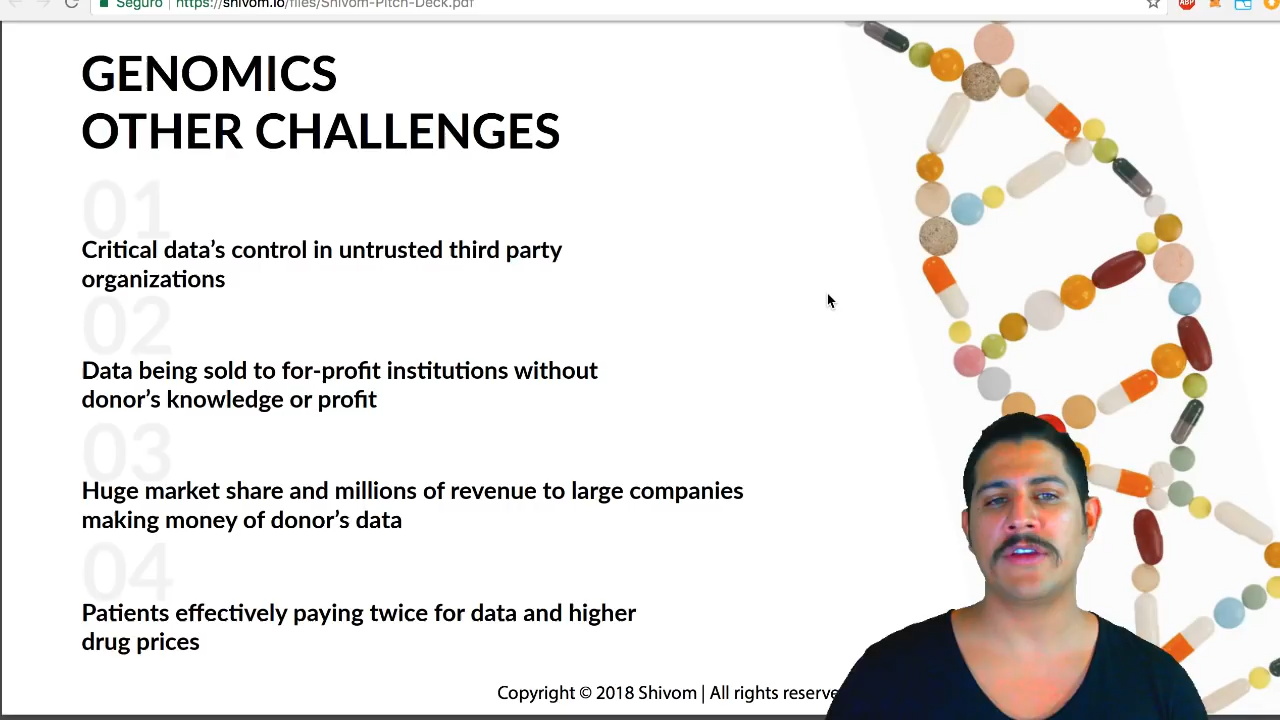 Seguro https://shivom.io/files/Shivom-Pitch-Deck.pdf
ABP
GENOMICS
OTHER CHALLENGES
01
Critical data's control in untrusted third party
organizations
02
Data being sold to for-profit institutions without
donor's knowledge or profit
03
Huge market share and millions of revenue to large companies
making money of donor's data
04
Patients effectively paying twice for data and higher
drug prices
Copyright © 2018 Shivom | All rights reserve